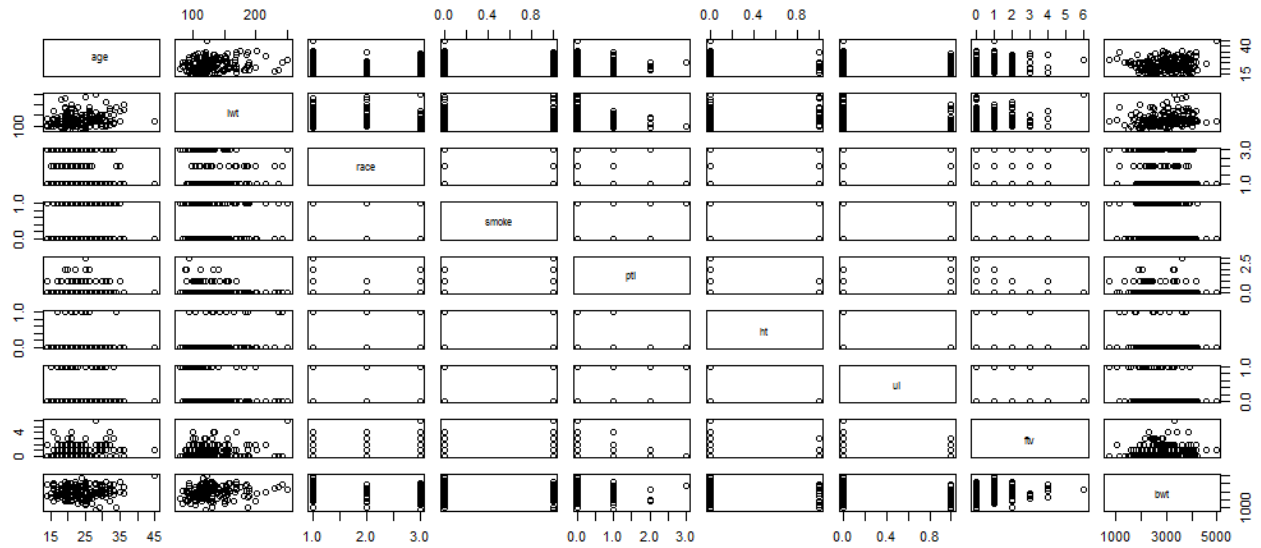 100 200 0.0 0.4 0.8 0.0 0.4 0.8 0 1 2 3 4 5 6
age 15 40
100 lwt
race 1.0 3.0
0.0 1.0 smoke
ptl 0.0 2.5
0.0 1.0 ht
ui 0.0 1.0
0 4 ftv
bwt 1000
15 25 35 45 1.0 2.0 3.0 0.0 1.0 2.0 3.0 0.0 0.4 0.8 1000 3000 5000